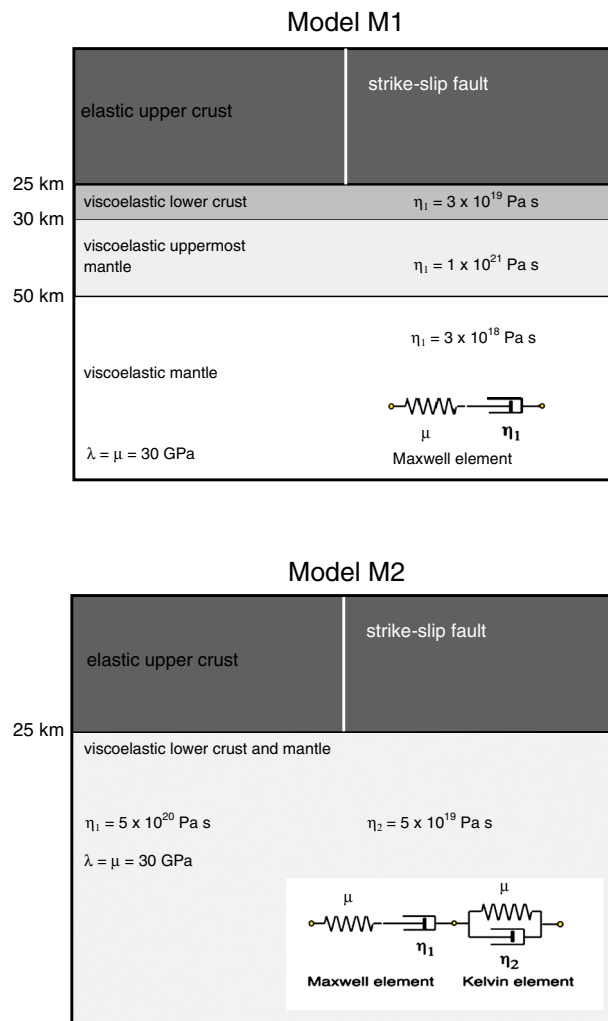 Model M1
strike-slip fault
elastic upper crust
25 km
viscoelastic lower crust η₁ = 3 x 10¹⁹ Pa s
30 km
viscoelastic uppermost
mantle η₁ = 1 x 10²¹ Pa s
50 km
η₁ = 3 x 10¹⁸ Pa s
viscoelastic mantle
μ η₁
λ = μ = 30 GPa Maxwell element
Model M2
strike-slip fault
elastic upper crust
25 km
viscoelastic lower crust and mantle
η₁ = 5 x 10²⁰ Pa s η₂ = 5 x 10¹⁹ Pa s
λ = μ = 30 GPa
μ μ
η₁ η₂
Maxwell element Kelvin element